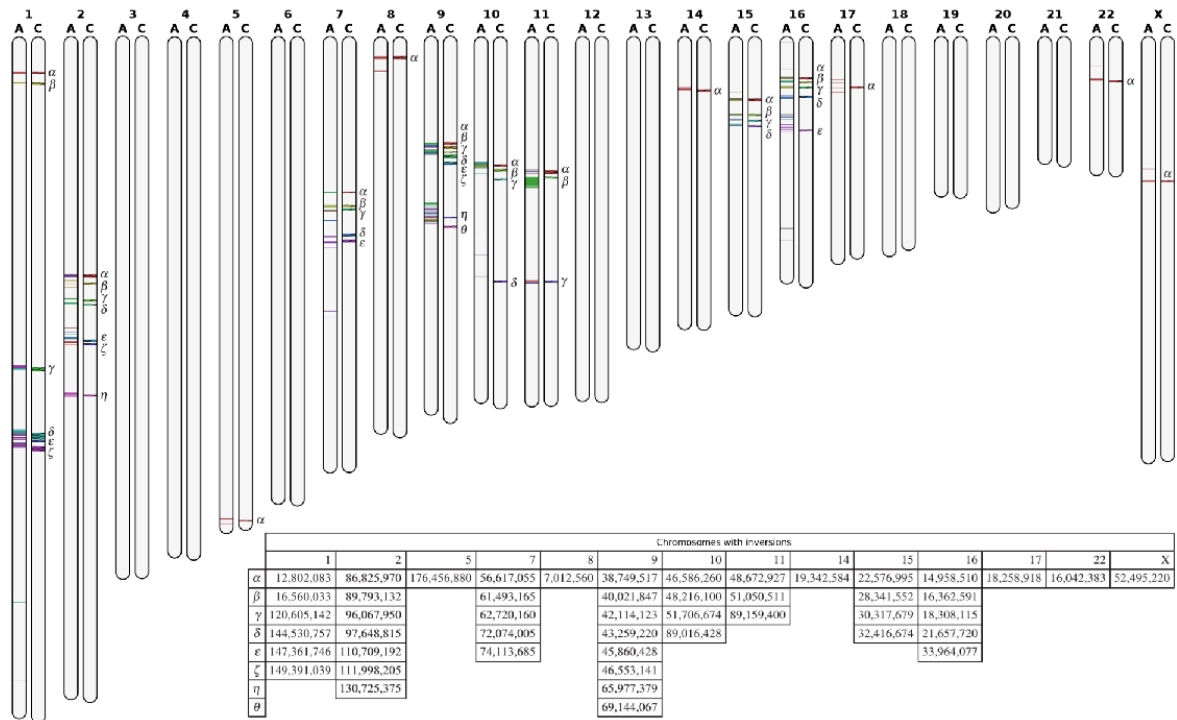 1 2 3 4 5 6 7 8 9 10 11 12 13 14 15 16 17 18 19 20 21 22 X
A C A C A C A C A C A C A C A C A C A C A C A C A C A C A C A C A C A C A C A C A C A C A C
α
β
γ
δ
ε
ζ
α
β
γ
δ
ε
ζ
η
α
α
β
γ
δ
ε
α
α
β
γ
δ
ε
ζ
η
θ
α
β
γ
δ
α
β
γ
α
α
β
γ
δ
α
β
γ
δ
ε
α
α
α
Chromosomes with inversions
1 2 5 7 8 9 10 11 14 15 16 17 22 X
α 12,802,083 86,825,970 176,456,880 56,617,055 7,012,560 38,749,517 46,586,260 48,672,927 19,342,584 22,576,995 14,958,510 18,258,918 16,042,383 52,495,220
β 16,560,033 89,793,132 61,493,165 40,021,847 48,216,100 51,050,511 28,341,552 16,362,591
γ 120,605,142 96,067,950 62,720,160 42,114,123 51,706,674 89,159,400 30,317,679 18,308,115
δ 144,530,757 97,648,815 72,074,005 43,259,220 89,016,428 32,416,674 21,657,720
ε 147,361,746 110,709,192 74,113,685 45,860,428 33,964,077
ζ 149,391,039 111,998,205 46,553,141
η 130,725,375 65,977,379
θ 69,144,067